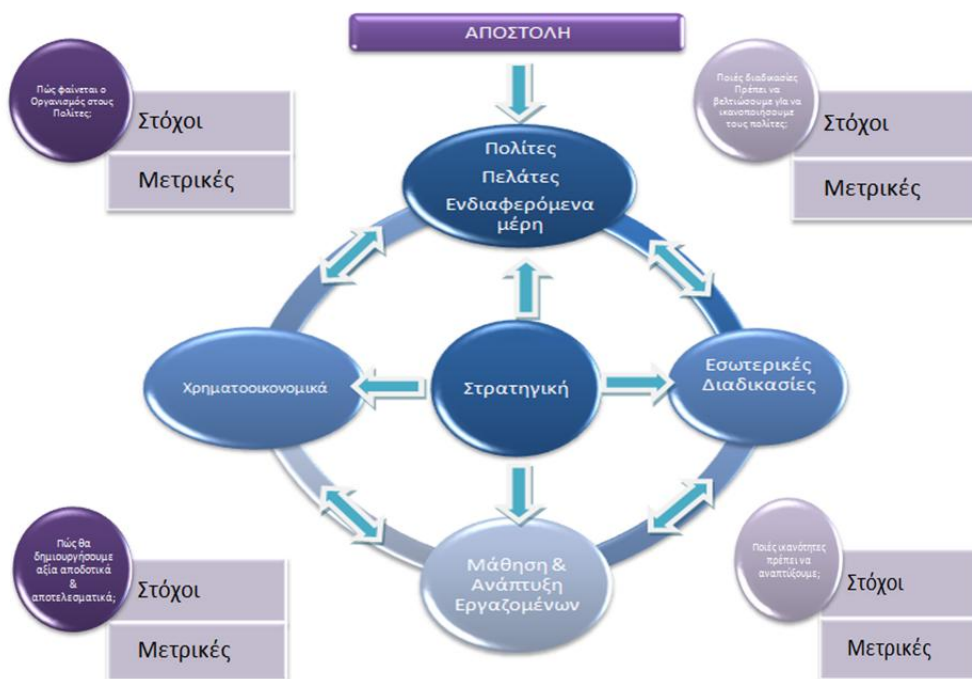 ΑΠΟΣΤΟΛΗ
Πώς φαίνεται ο
Οργανισμός στους
Πολίτες;
Στόχοι
Μετρικές
Ποιές διαδικασίες
Πρέπει να
βελτιώσουμε για να
ικανοποιήσουμε
τους πολίτες;
Στόχοι
Μετρικές
Πολίτες
Πελάτες
Ενδιαφερόμενα
μέρη
Χρηματοοικονομικά
Στρατηγική
Εσωτερικές
Διαδικασίες
Μάθηση &
Ανάπτυξη
Εργαζομένων
Πώς θα
δημιουργήσουμε
αξία αποδοτικά
&
αποτελεσματικά;
Στόχοι
Μετρικές
Ποιές ικανότητες
πρέπει να
αναπτύξουμε;
Στόχοι
Μετρικές